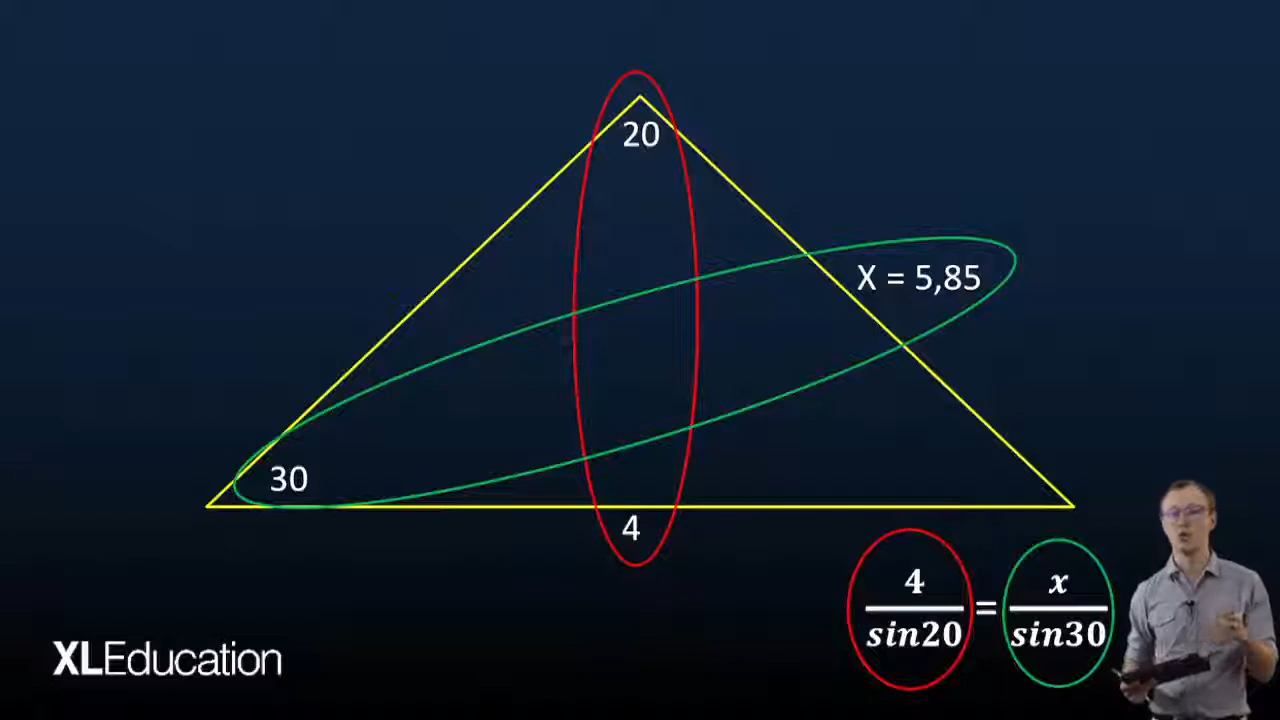 20
X = 5,85
30
4
4/sin20 = x/sin30
XLEducation